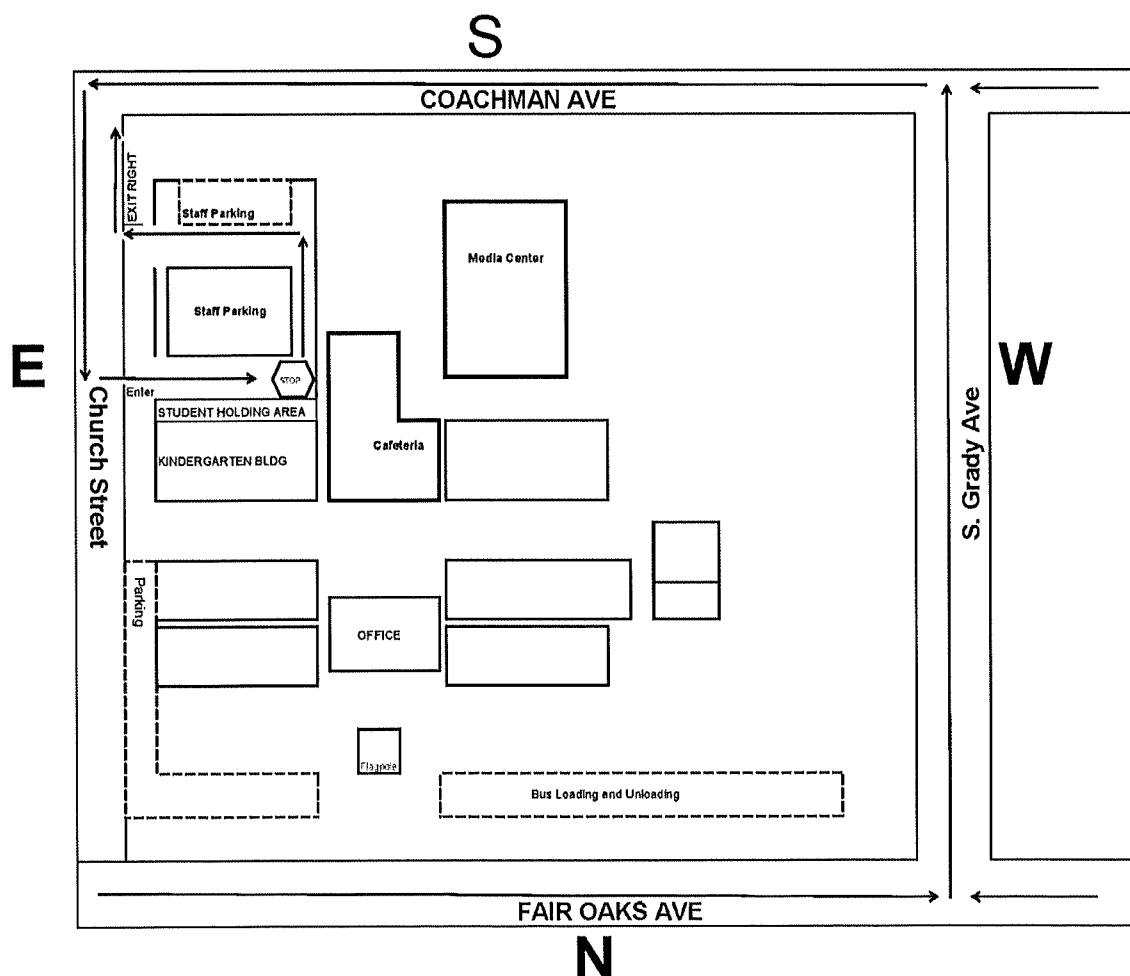 S
COACHMAN AVE
EXIT RIGHT
Staff Parking
Media Center
Staff Parking
E
W
STOP
Enter
STUDENT HOLDING AREA
KINDERGARTEN BLDG
Cafeteria
Church Street
S. Grady Ave
Parking
OFFICE
Flagpole
Bus Loading and Unloading
FAIR OAKS AVE
N